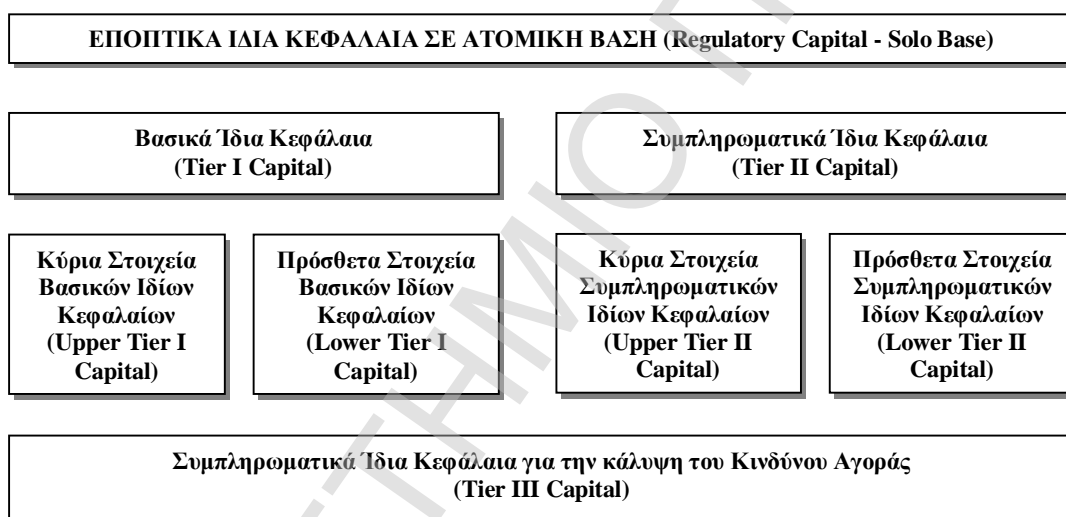 ΕΠΟΠΤΙΚΑ ΙΔΙΑ ΚΕΦΑΛΑΙΑ ΣΕ ΑΤΟΜΙΚΗ ΒΑΣΗ (Regulatory Capital - Solo Base)
Βασικά Ίδια Κεφάλαια
(Tier I Capital)
Συμπληρωματικά Ίδια Κεφάλαια
(Tier II Capital)
Κύρια Στοιχεία
Βασικών Ιδίων
Κεφαλαίων
(Upper Tier I
Capital)
Πρόσθετα Στοιχεία
Βασικών Ιδίων
Κεφαλαίων
(Lower Tier I
Capital)
Κύρια Στοιχεία
Συμπληρωματικών
Ιδίων Κεφαλαίων
(Upper Tier II
Capital)
Πρόσθετα Στοιχεία
Συμπληρωματικών
Ιδίων Κεφαλαίων
(Lower Tier II
Capital)
Συμπληρωματικά Ίδια Κεφάλαια για την κάλυψη του Κινδύνου Αγοράς
(Tier III Capital)